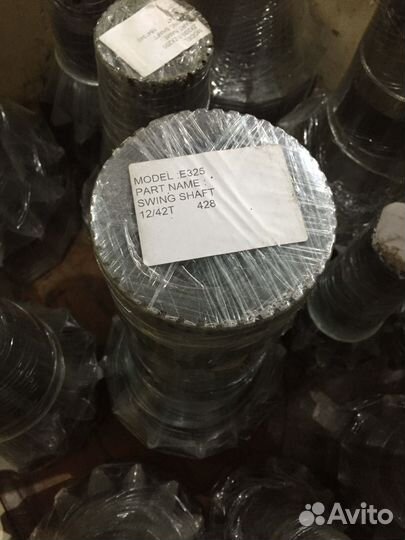 MODEL :E325
PART NAME :
SWING SHAFT
12/42T 428
Avito